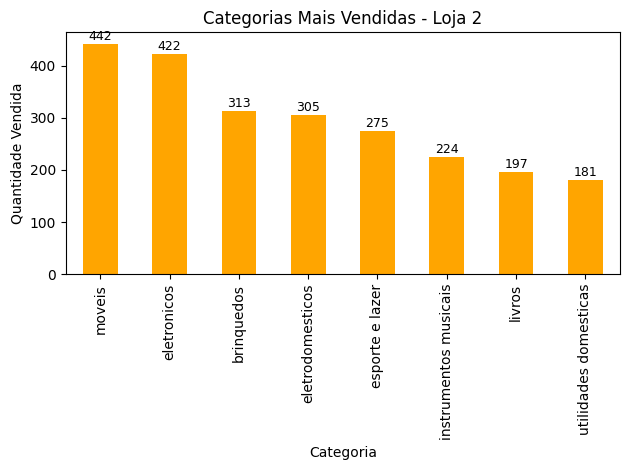 Categorias Mais Vendidas - Loja 2
Quantidade Vendida
400
300
200
100
0
442
422
313
305
275
224
197
181
moveis
eletronicos
brinquedos
eletrodomesticos
esporte e lazer
instrumentos musicais
livros
utilidades domesticas
Categoria